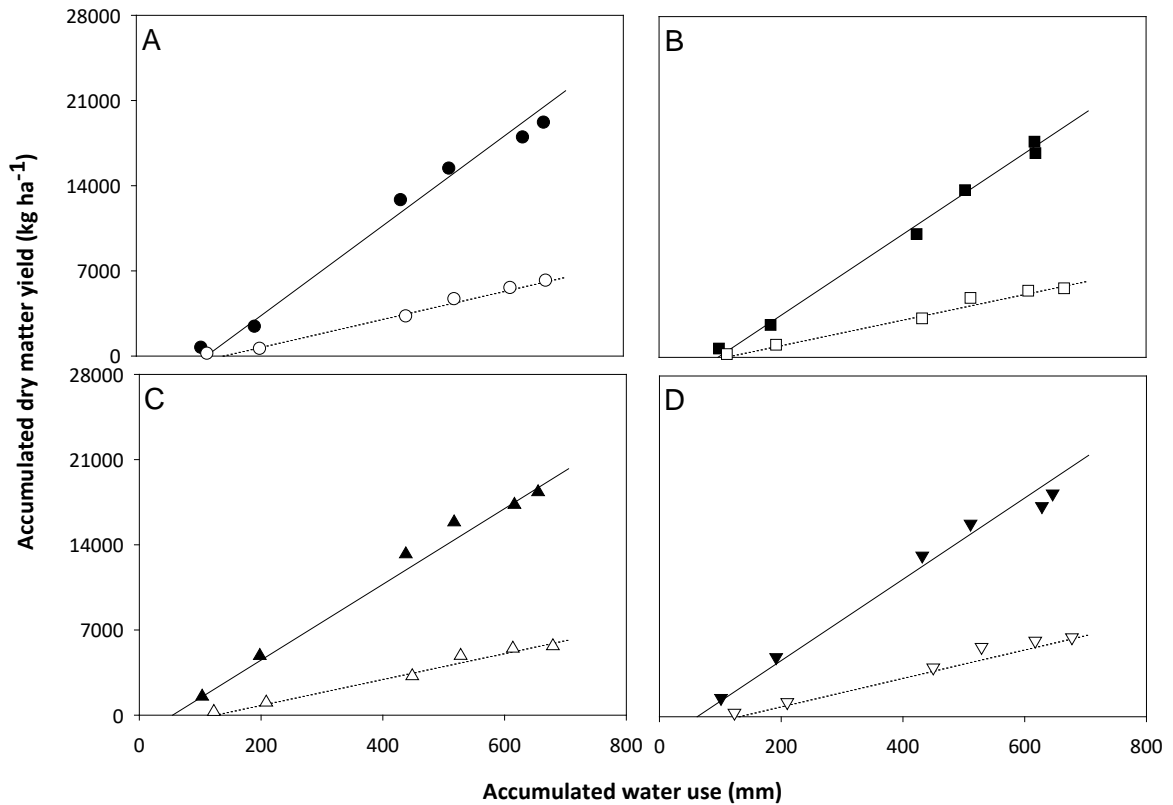 28000
A
B
21000
14000
7000
0
28000
C
D
21000
14000
7000
0
0 200 400 600 800 0 200 400 600 800
Accumulated dry matter yield (kg ha⁻¹)
Accumulated water use (mm)